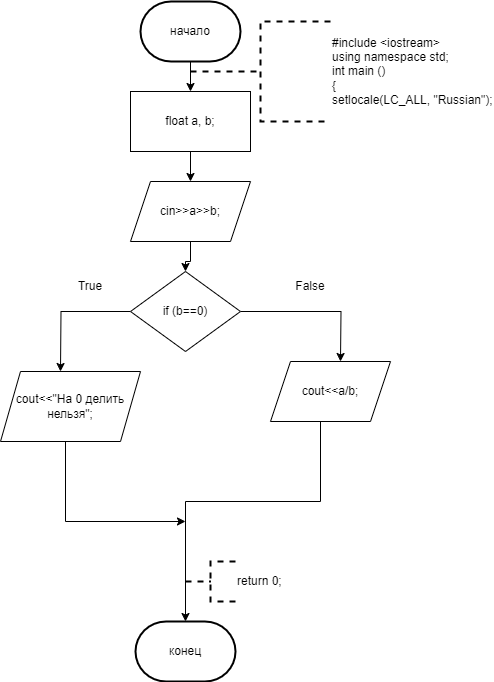 начало
#include <iostream>
using namespace std;
int main ()
{
setlocale(LC_ALL, "Russian");
float a, b;
cin>>a>>b;
True
False
if (b==0)
cout<<"На 0 делить
нельзя";
cout<<a/b;
return 0;
конец